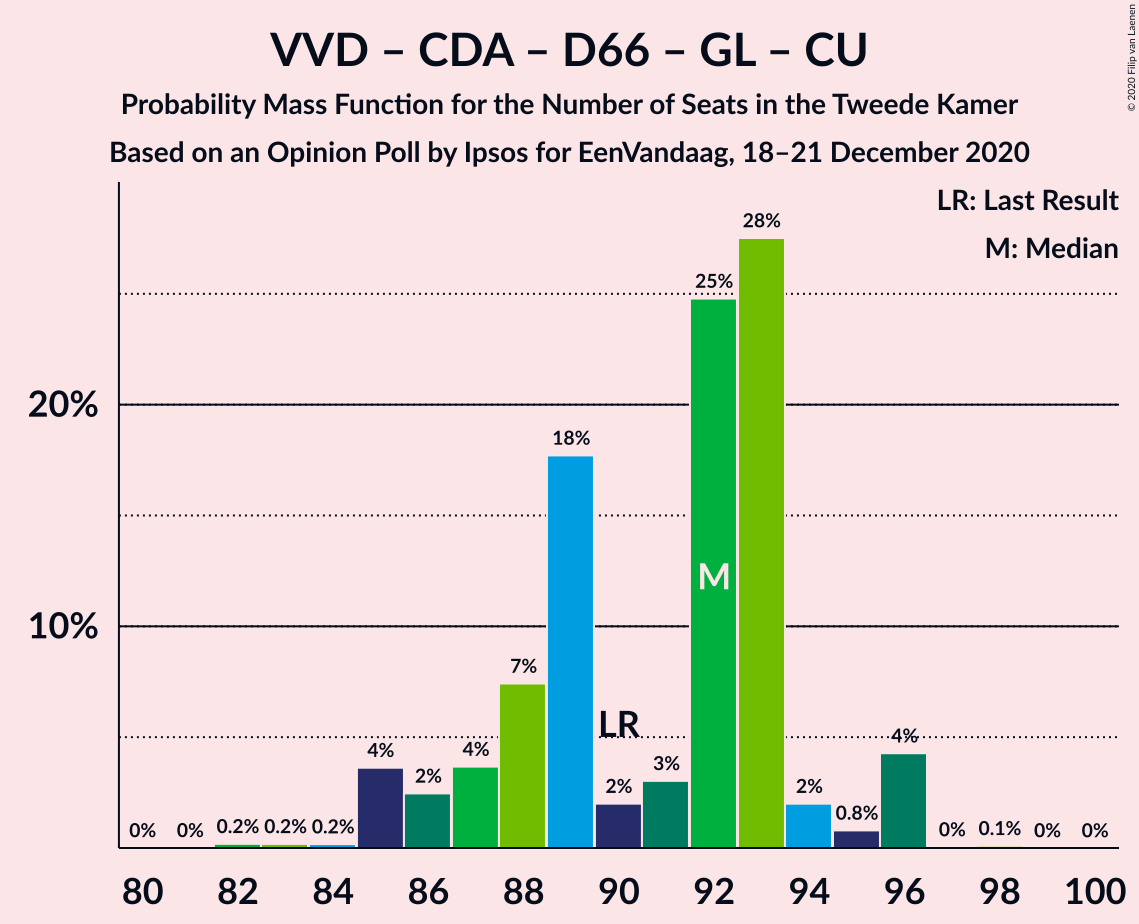 VVD – CDA – D66 – GL – CU
Probability Mass Function for the Number of Seats in the Tweede Kamer
Based on an Opinion Poll by Ipsos for EenVandaag, 18–21 December 2020
© 2020 Filip van Laenen
LR: Last Result
M: Median
20%
10%
0% 0% 0.2% 0.2% 0.2% 4% 2% 4% 7% 18% 2% 3% 25% 28% 2% 0.8% 4% 0% 0.1% 0% 0%
LR
M
80 82 84 86 88 90 92 94 96 98 100